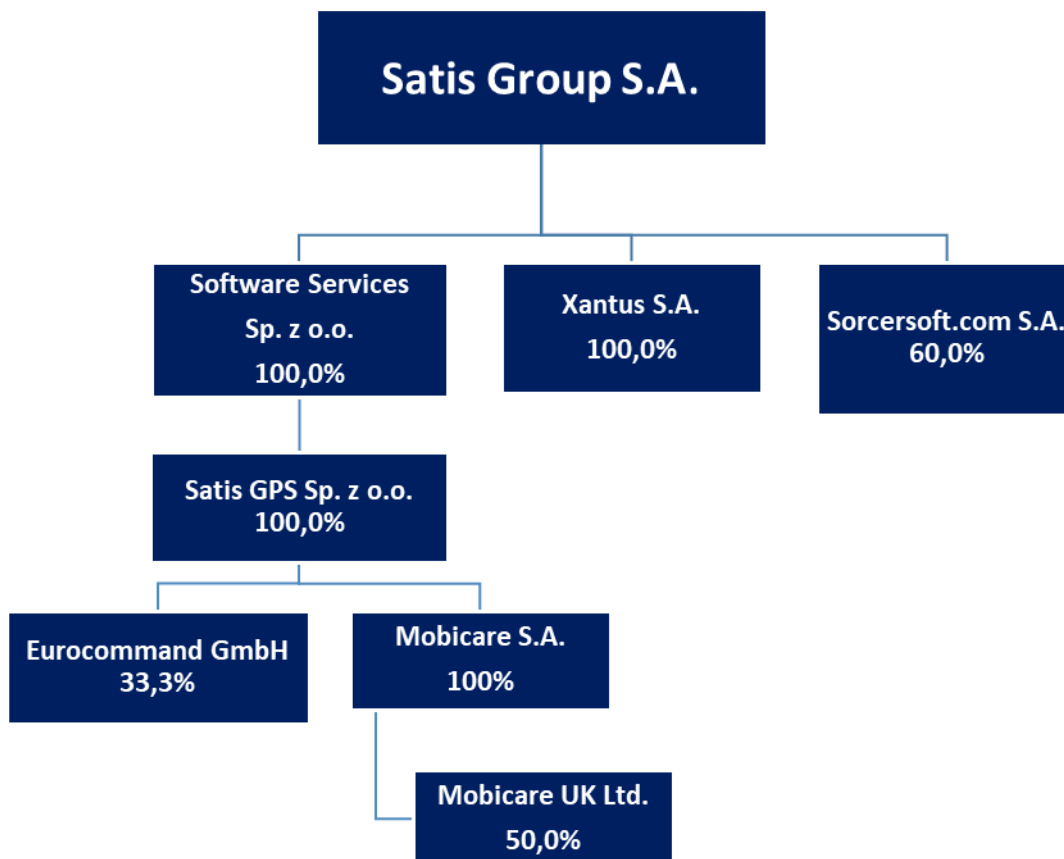 Satis Group S.A.
Software Services
Sp. z o.o.
100,0%
Xantus S.A.
100,0%
Sorcersoft.com S.A.
60,0%
Satis GPS Sp. z o.o.
100,0%
Eurocommand GmbH
33,3%
Mobicare S.A.
100%
Mobicare UK Ltd.
50,0%